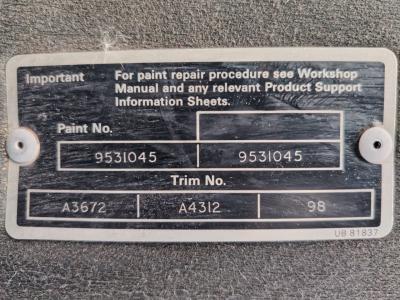 Important For paint repair procedure see Workshop
Manual and any relevant Product Support
Information Sheets.
Paint No.
9531045 9531045
Trim No.
A3672 A4312 98
UB 81837